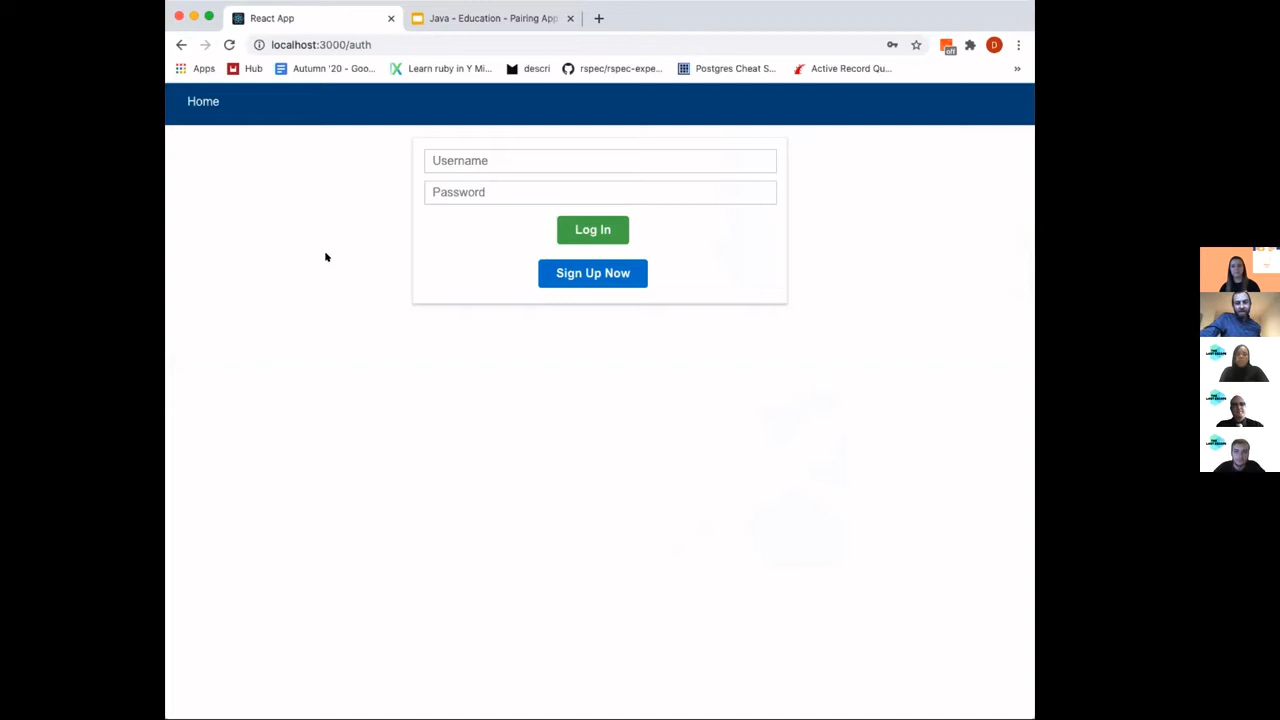 React App
Java - Education - Pairing App
localhost:3000/auth
off
D
Apps
Hub
Autumn '20 - Goo...
Learn ruby in Y Mi...
descri
rspec/rspec-expe...
Postgres Cheat S...
Active Record Qu...
»
Home
Username
Password
Log In
Sign Up Now